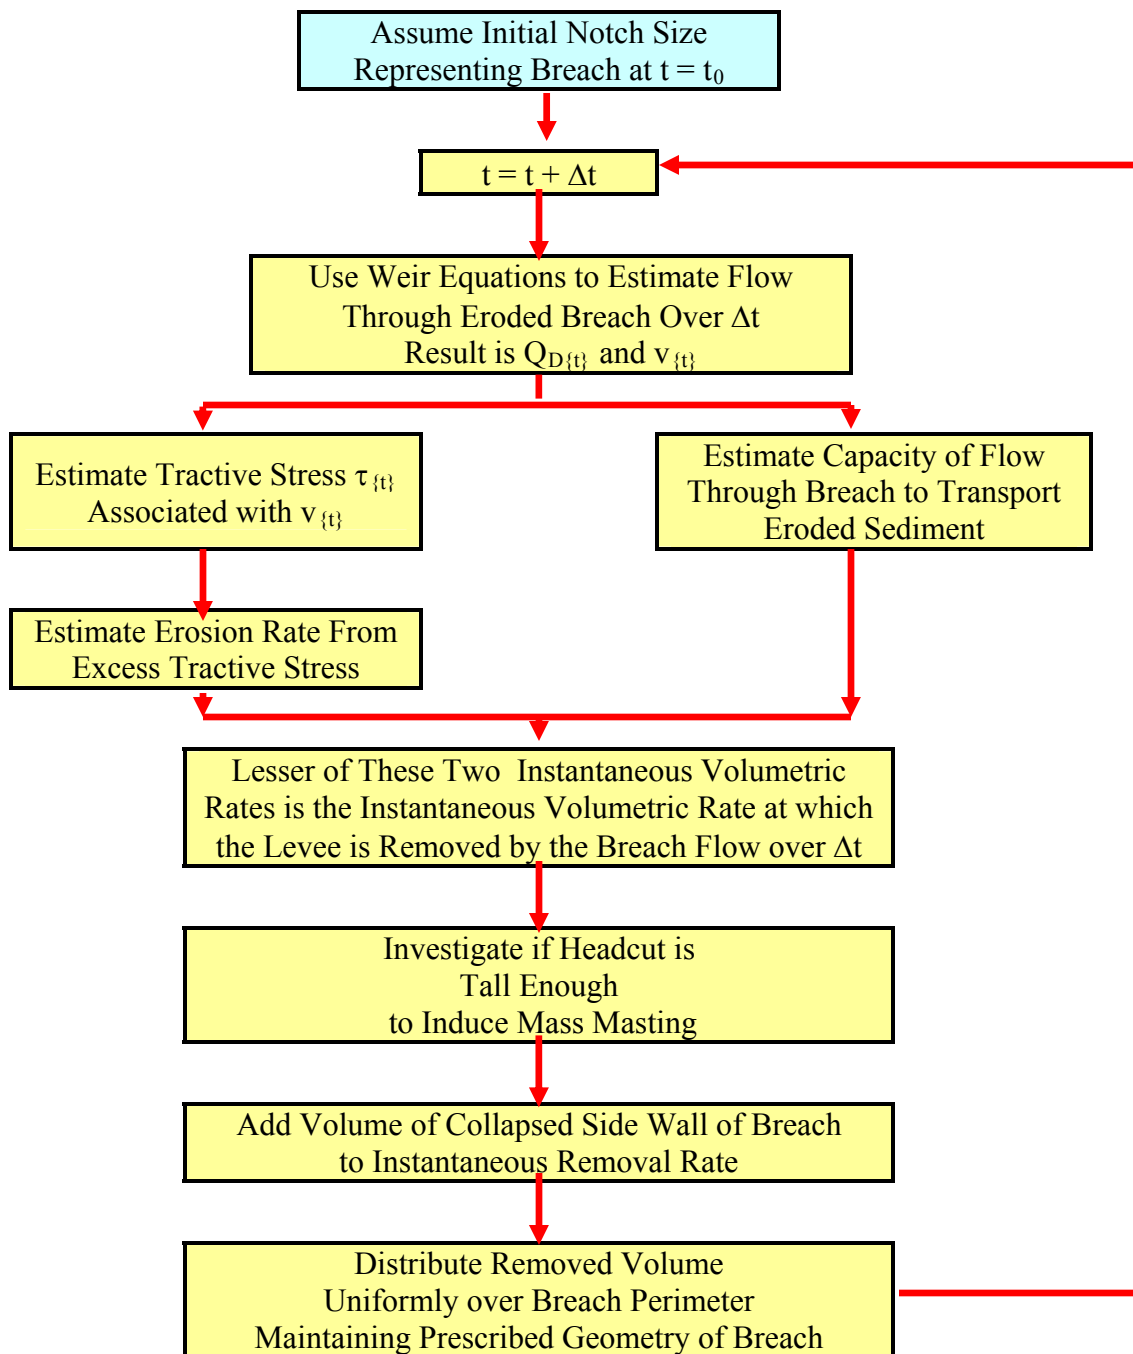 Assume Initial Notch Size
Representing Breach at t = t₀
t = t + Δt
Use Weir Equations to Estimate Flow
Through Eroded Breach Over Δt
Result is Q_D{t} and v_{t}
Estimate Tractive Stress τ_{t}
Associated with v_{t}
Estimate Capacity of Flow
Through Breach to Transport
Eroded Sediment
Estimate Erosion Rate From
Excess Tractive Stress
Lesser of These Two Instantaneous Volumetric
Rates is the Instantaneous Volumetric Rate at which
the Levee is Removed by the Breach Flow over Δt
Investigate if Headcut is
Tall Enough
to Induce Mass Masting
Add Volume of Collapsed Side Wall of Breach
to Instantaneous Removal Rate
Distribute Removed Volume
Uniformly over Breach Perimeter
Maintaining Prescribed Geometry of Breach